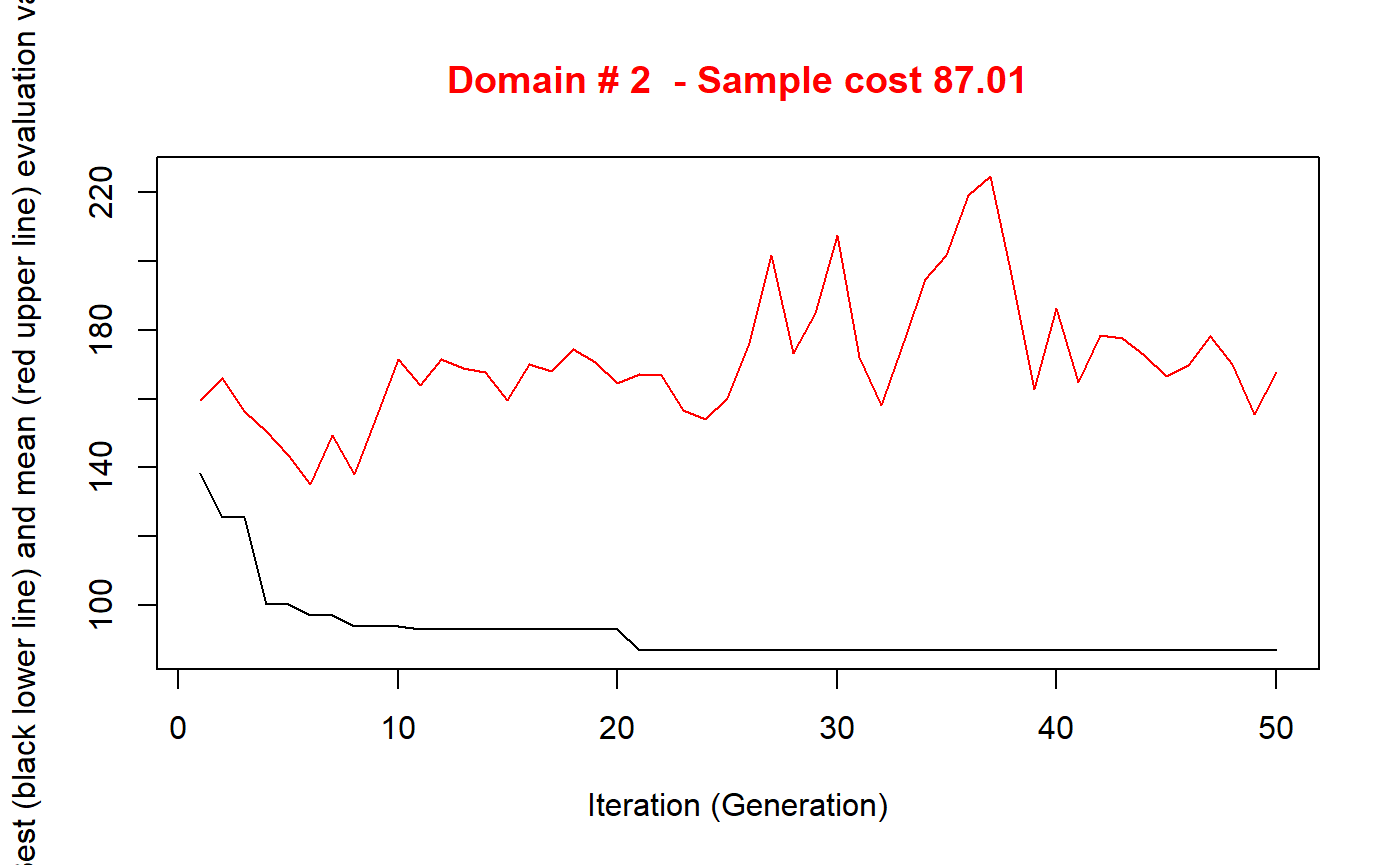 Domain # 2 - Sample cost 87.01
(black lower line) and mean (red upper line) evaluation
220
180
140
100
0 10 20 30 40 50
Iteration (Generation)